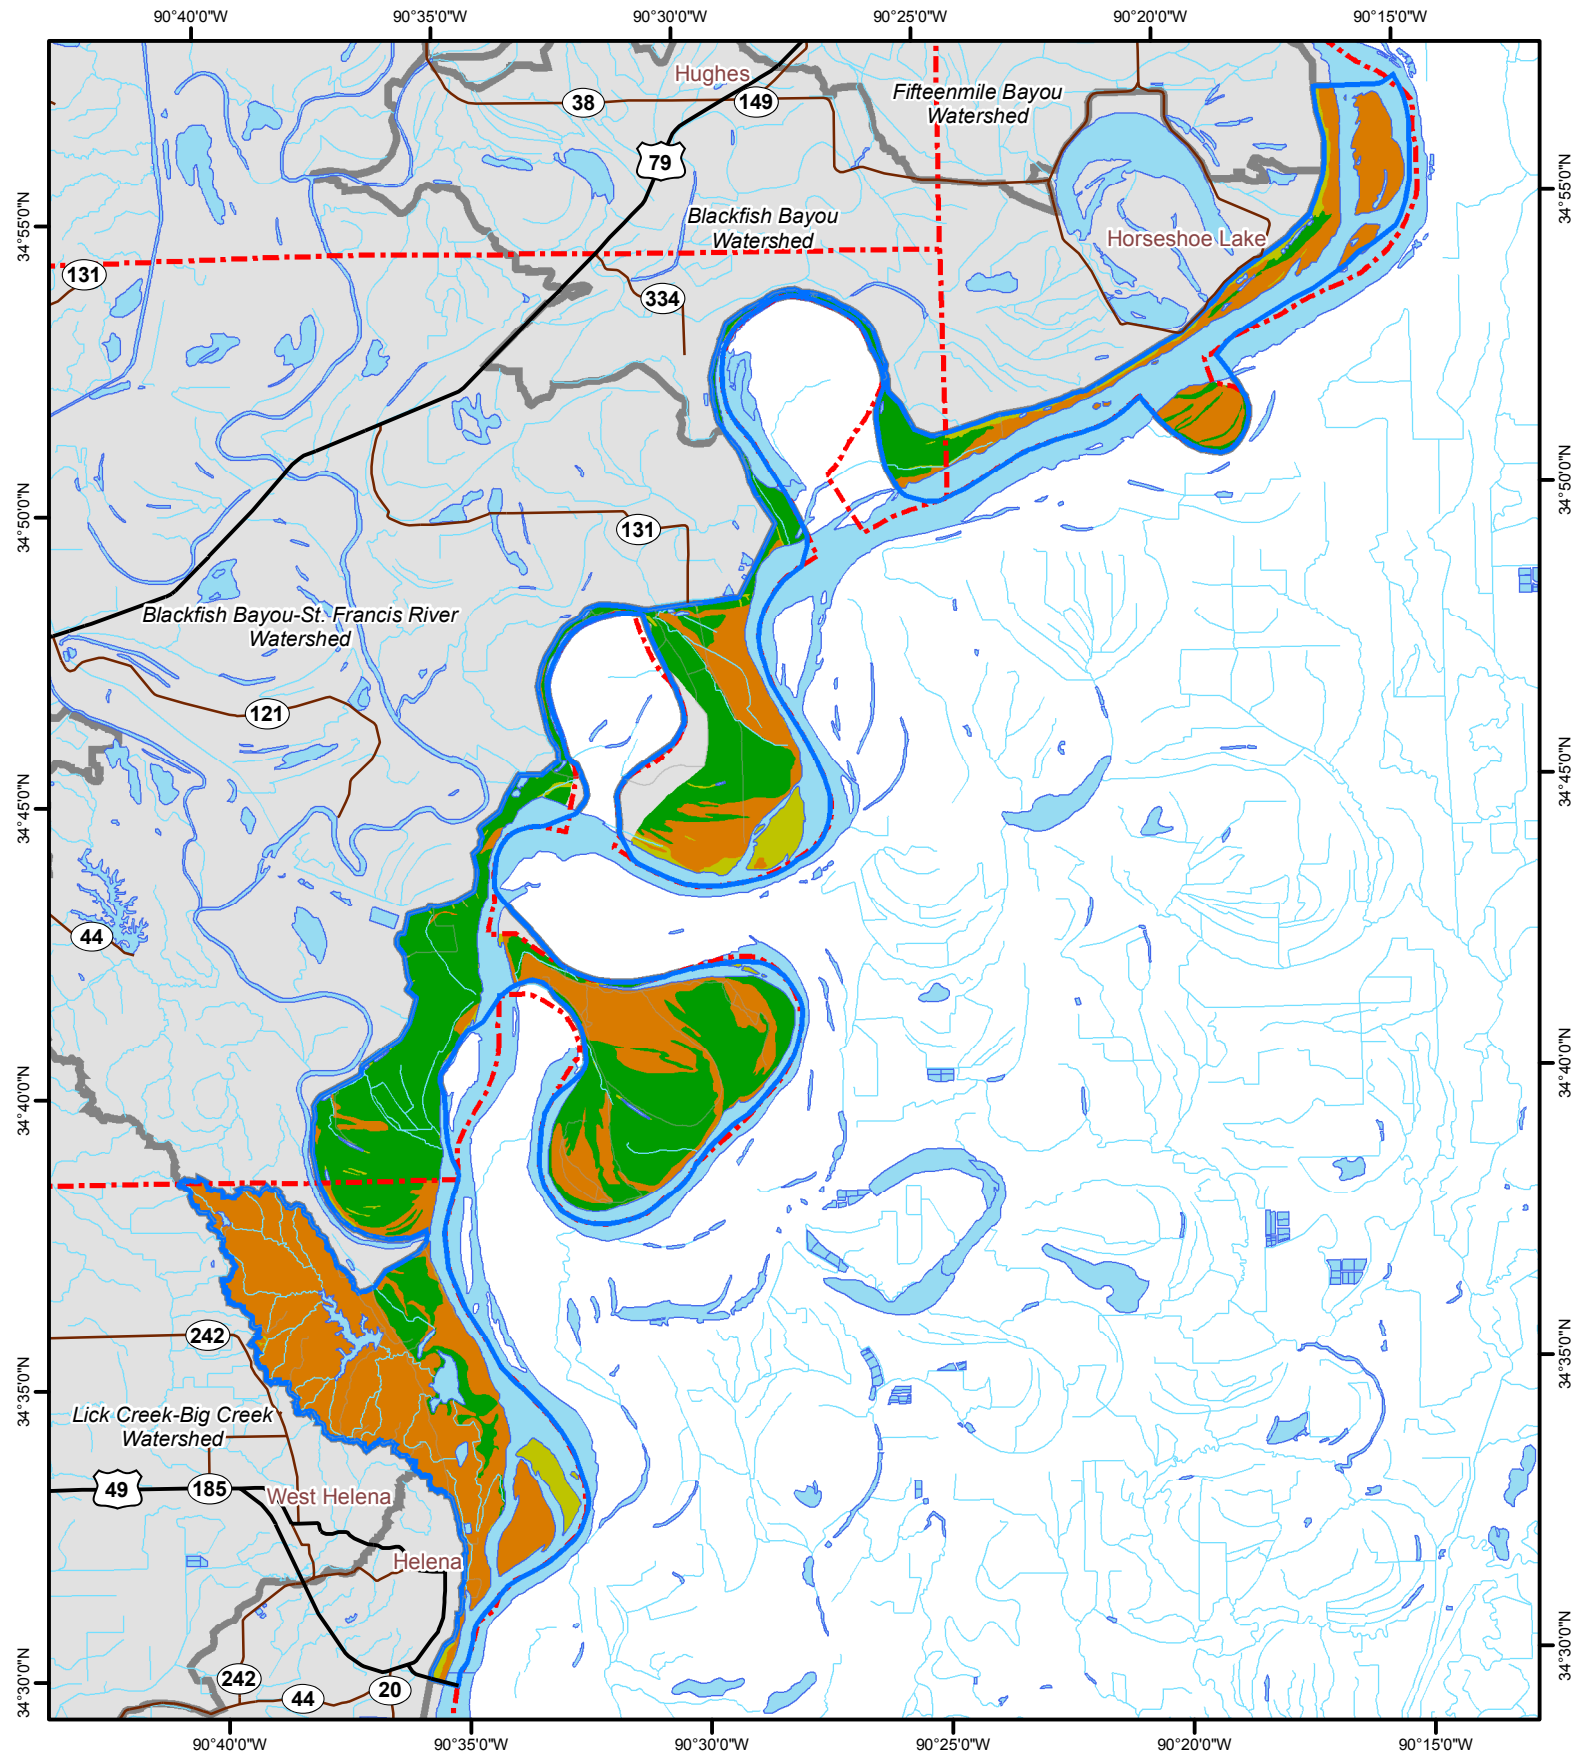 90°40'0"W 90°35'0"W 90°30'0"W 90°25'0"W 90°20'0"W 90°15'0"W
Hughes
38
149
Fifteenmile Bayou
Watershed
79
34°55'0"N
34°55'0"N
Blackfish Bayou
Watershed
Horseshoe Lake
131
334
34°50'0"N
34°50'0"N
131
Blackfish Bayou-St. Francis River
Watershed
121
34°45'0"N
34°45'0"N
44
34°40'0"N
34°40'0"N
242
34°35'0"N
34°35'0"N
Lick Creek-Big Creek
Watershed
49
185
West Helena
Helena
34°30'0"N
34°30'0"N
242
44
20
90°40'0"W 90°35'0"W 90°30'0"W 90°25'0"W 90°20'0"W 90°15'0"W